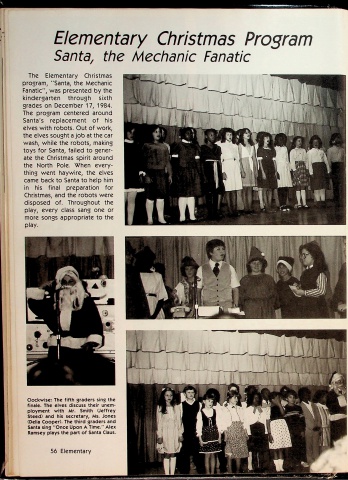 Elementary Christmas Program
Santa, the Mechanic Fanatic
The Elementary Christmas
program, "Santa, the Mechanic
Fanatic", was presented by the
kindergarten through sixth
grades on December 17, 1984.
The program centered around
Santa's replacement of his
elves with robots. Out of work,
the elves sought a job at the car
wash, while the robots, making
toys for Santa, failed to gener-
ate the Christmas spirit around
the North Pole. When every-
thing went haywire, the elves
came back to Santa to help him
in his final preparation for
Christmas, and the robots were
disposed of. Throughout the
play, every class sang one or
more songs appropriate to the
play.
Clockwise: The fifth graders sing the
finale. The elves discuss their unem-
ployment with Mr. Smith (Jeffrey
Steed) and his secretary, Ms. Jones
(Della Cooper). The third graders and
Santa sing "Once Upon A Time." Alex
Ramsey plays the part of Santa Claus.
56 Elementary